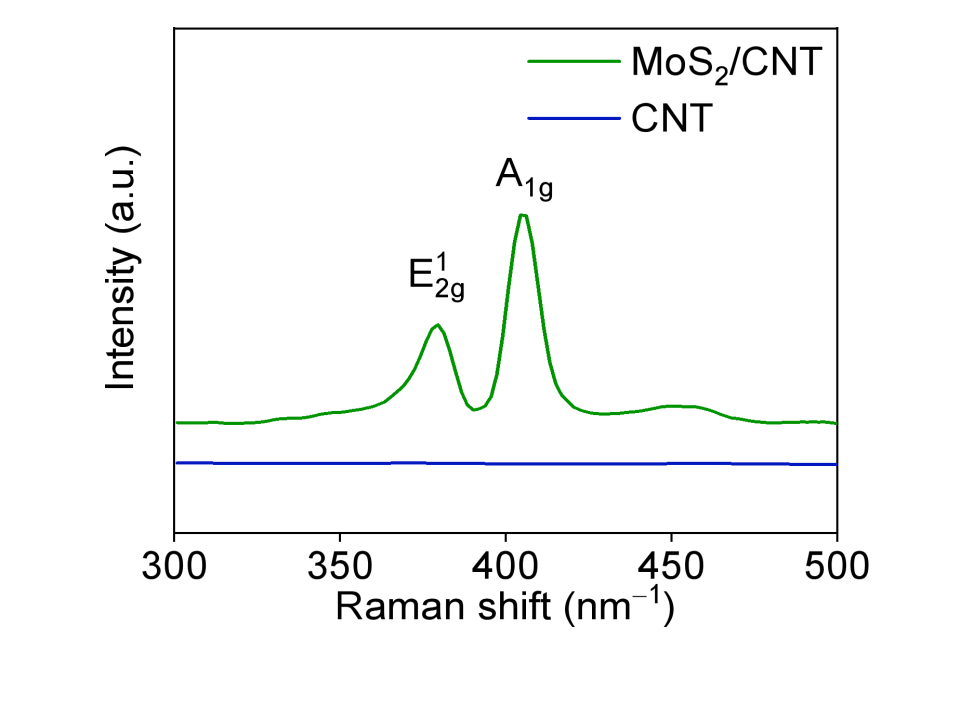 MoS₂/CNT
CNT
A₁g
E¹₂g
Intensity (a.u.)
300 350 400 450 500
Raman shift (nm⁻¹)